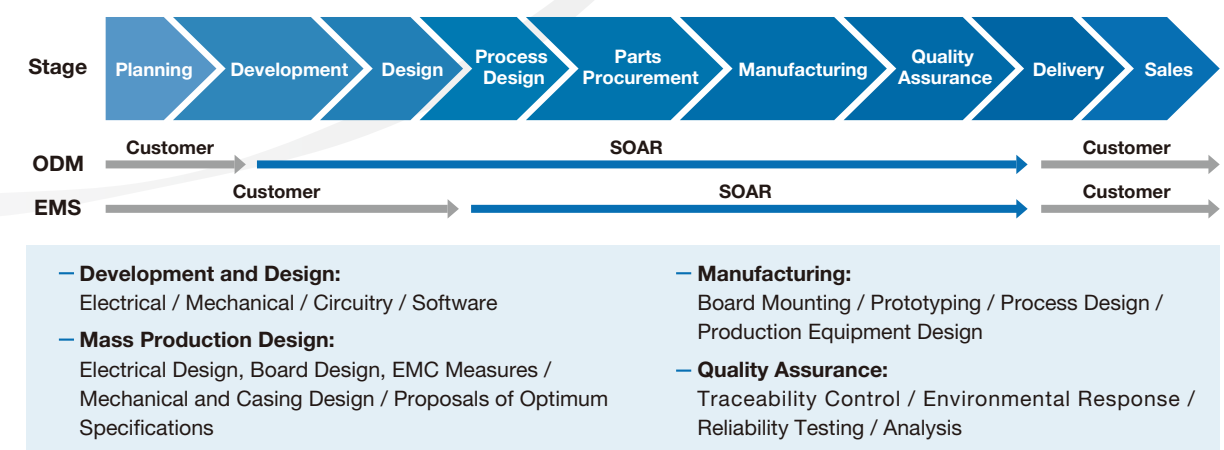 Stage
Planning
Development
Design
Process
Design
Parts
Procurement
Manufacturing
Quality
Assurance
Delivery
Sales
ODM
Customer
SOAR
Customer
EMS
Customer
SOAR
Customer
– Development and Design:
Electrical / Mechanical / Circuitry / Software
– Mass Production Design:
Electrical Design, Board Design, EMC Measures /
Mechanical and Casing Design / Proposals of Optimum
Specifications
– Manufacturing:
Board Mounting / Prototyping / Process Design /
Production Equipment Design
– Quality Assurance:
Traceability Control / Environmental Response /
Reliability Testing / Analysis